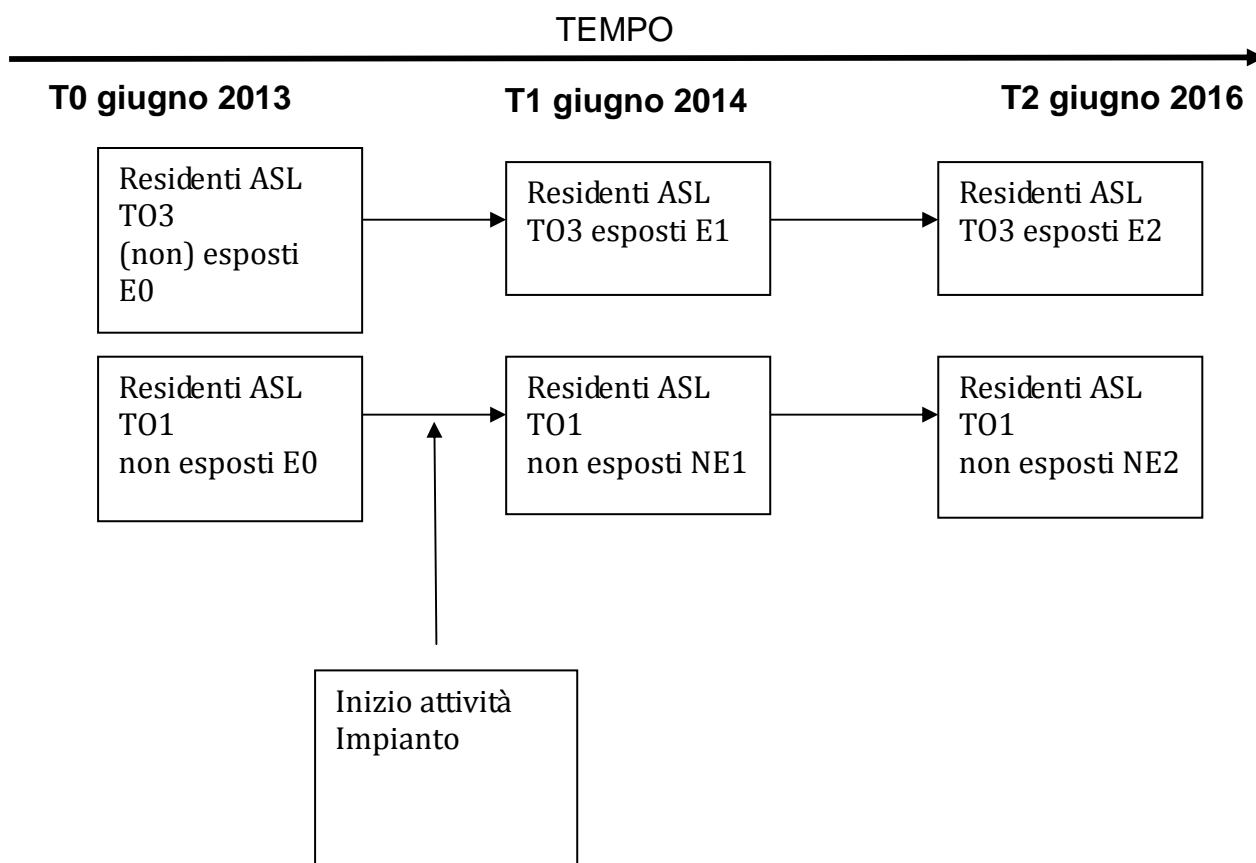 TEMPO
T0 giugno 2013
T1 giugno 2014
T2 giugno 2016
Residenti ASL
TO3
(non) esposti
E0
Residenti ASL
TO3 esposti E1
Residenti ASL
TO3 esposti E2
Residenti ASL
TO1
non esposti E0
Residenti ASL
TO1
non esposti NE1
Residenti ASL
TO1
non esposti NE2
Inizio attività
Impianto